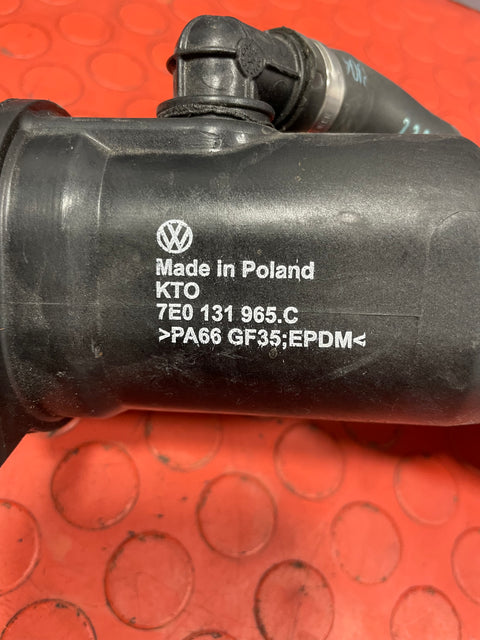 Made in Poland
KTO
7E0 131 965.C
>PA66 GF35;EPDM<